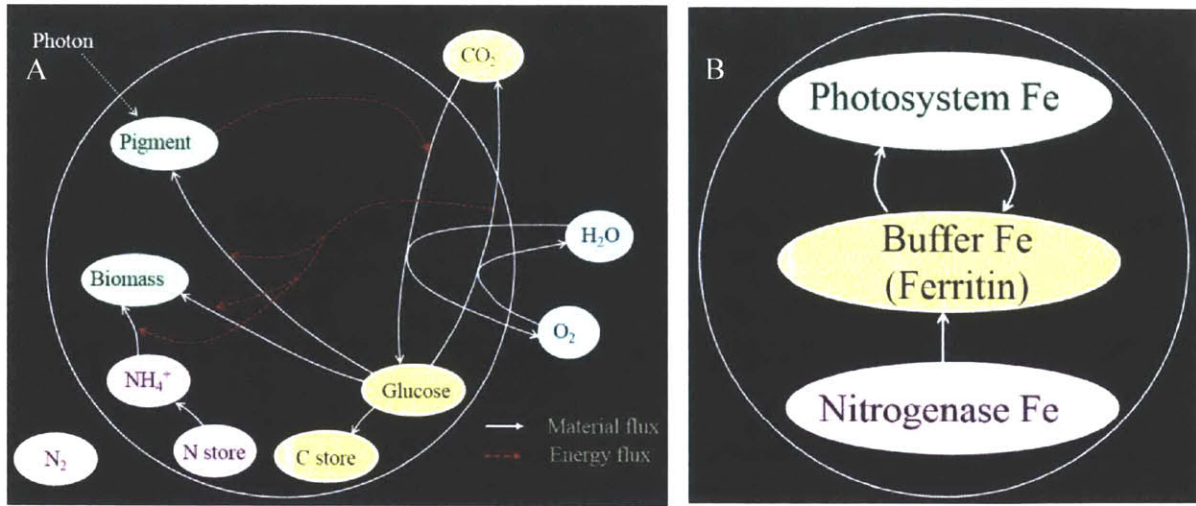 Photon
A
CO₂
Pigment
H₂O
Biomass
O₂
NH₄⁺
Glucose
Material flux
N₂
N store
C store
Energy flux
B
Photosystem Fe
Buffer Fe
(Ferritin)
Nitrogenase Fe